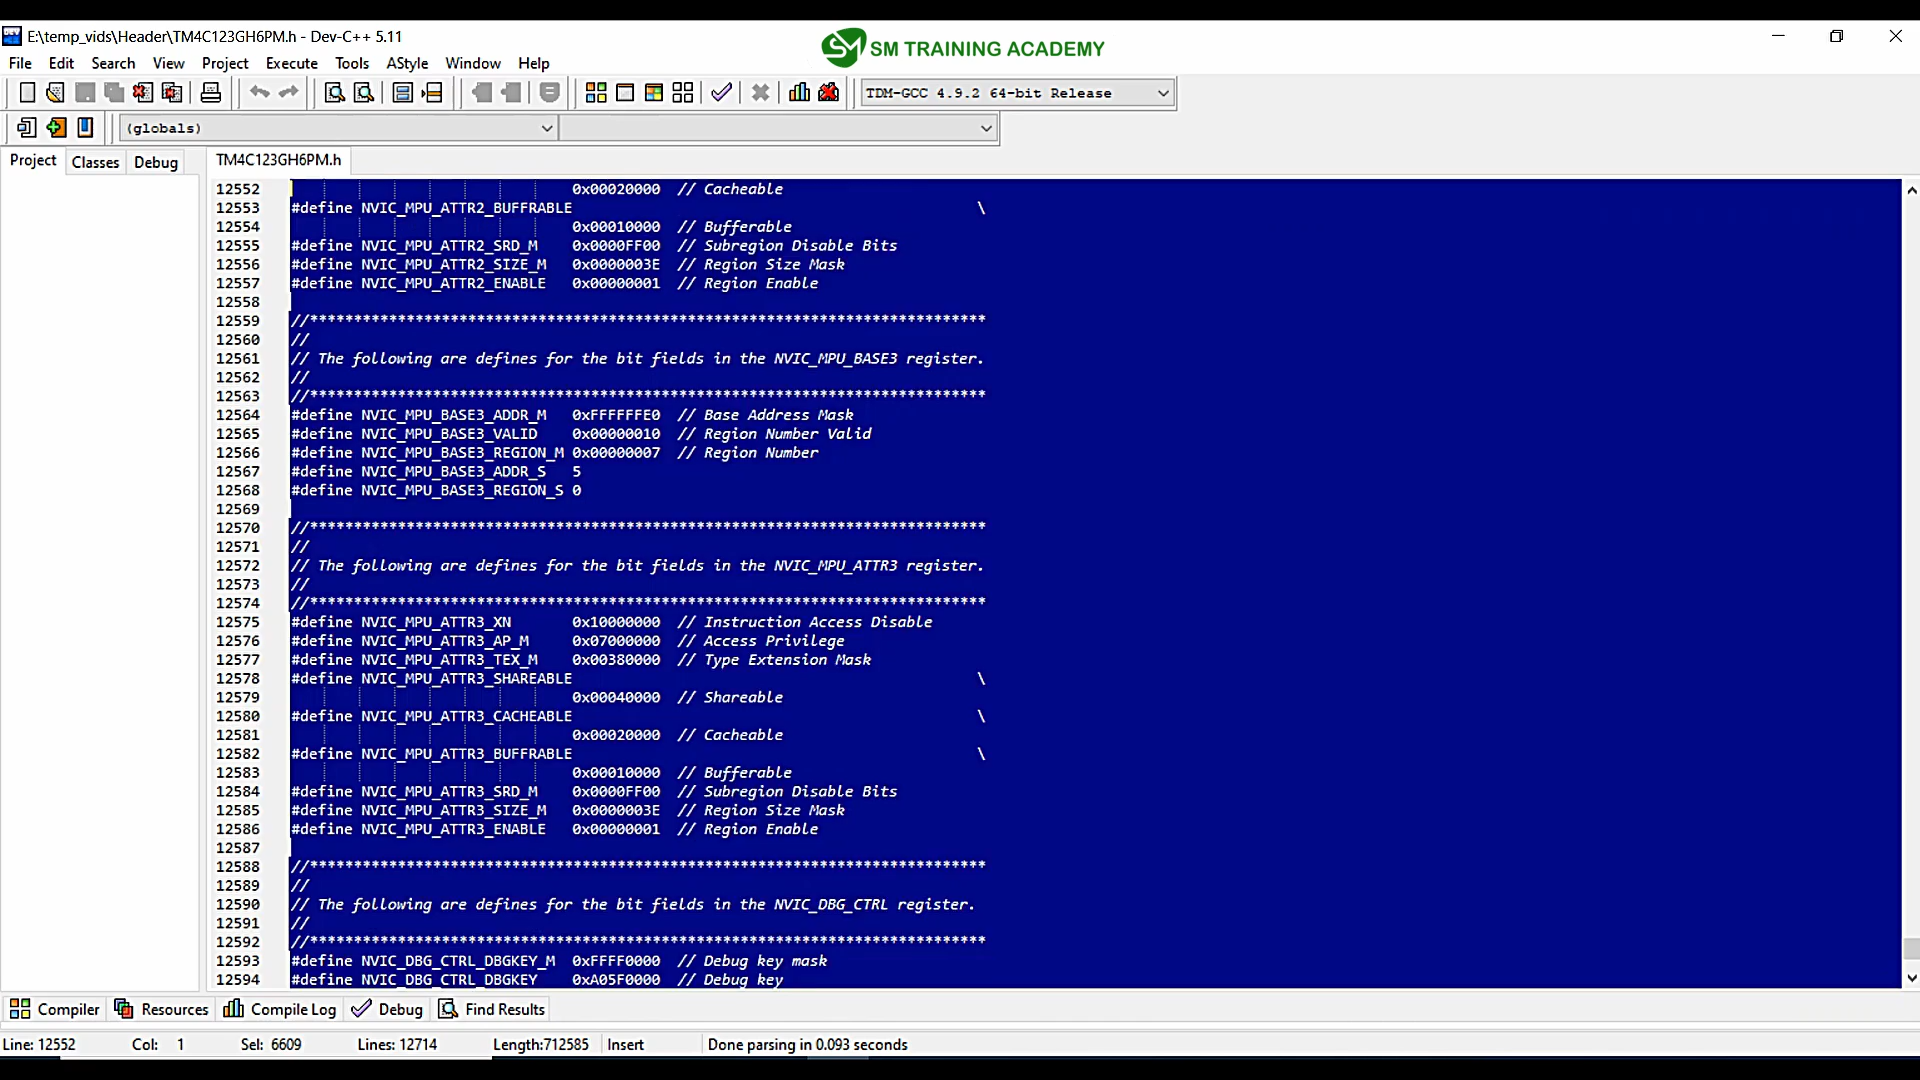 E:\temp_vids\Header\TM4C123GH6PM.h - Dev-C++ 5.11
SM TRAINING ACADEMY
File Edit Search View Project Execute Tools AStyle Window Help
TDM-GCC 4.9.2 64-bit Release
(globals)
Project Classes Debug TM4C123GH6PM.h
12552 0x00020000 // Cacheable
12553 #define NVIC_MPU_ATTR2_BUFFRABLE \
12554 0x00010000 // Bufferable
12555 #define NVIC_MPU_ATTR2_SRD_M 0x0000FF00 // Subregion Disable Bits
12556 #define NVIC_MPU_ATTR2_SIZE_M 0x0000003E // Region Size Mask
12557 #define NVIC_MPU_ATTR2_ENABLE 0x00000001 // Region Enable
12558
12559 //*****************************************************************************
12560 //
12561 // The following are defines for the bit fields in the NVIC_MPU_BASE3 register.
12562 //
12563 //*****************************************************************************
12564 #define NVIC_MPU_BASE3_ADDR_M 0xFFFFFFE0 // Base Address Mask
12565 #define NVIC_MPU_BASE3_VALID 0x00000010 // Region Number Valid
12566 #define NVIC_MPU_BASE3_REGION_M 0x00000007 // Region Number
12567 #define NVIC_MPU_BASE3_ADDR_S 5
12568 #define NVIC_MPU_BASE3_REGION_S 0
12569
12570 //*****************************************************************************
12571 //
12572 // The following are defines for the bit fields in the NVIC_MPU_ATTR3 register.
12573 //
12574 //*****************************************************************************
12575 #define NVIC_MPU_ATTR3_XN 0x10000000 // Instruction Access Disable
12576 #define NVIC_MPU_ATTR3_AP_M 0x07000000 // Access Privilege
12577 #define NVIC_MPU_ATTR3_TEX_M 0x00380000 // Type Extension Mask
12578 #define NVIC_MPU_ATTR3_SHAREABLE \
12579 0x00040000 // Shareable
12580 #define NVIC_MPU_ATTR3_CACHEABLE \
12581 0x00020000 // Cacheable
12582 #define NVIC_MPU_ATTR3_BUFFRABLE \
12583 0x00010000 // Bufferable
12584 #define NVIC_MPU_ATTR3_SRD_M 0x0000FF00 // Subregion Disable Bits
12585 #define NVIC_MPU_ATTR3_SIZE_M 0x0000003E // Region Size Mask
12586 #define NVIC_MPU_ATTR3_ENABLE 0x00000001 // Region Enable
12587
12588 //*****************************************************************************
12589 //
12590 // The following are defines for the bit fields in the NVIC_DBG_CTRL register.
12591 //
12592 //*****************************************************************************
12593 #define NVIC_DBG_CTRL_DBGKEY_M 0xFFFF0000 // Debug key mask
12594 #define NVIC_DBG_CTRL_DBGKEY 0xA05F0000 // Debug key
Compiler Resources Compile Log Debug Find Results
Line: 12552 Col: 1 Sel: 6609 Lines: 12714 Length:712585 Insert Done parsing in 0.093 seconds